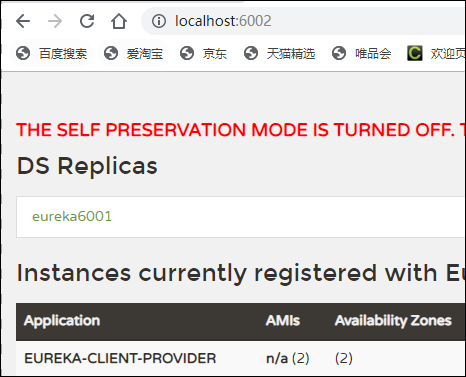 localhost:6002
百度搜索 爱淘宝 京东 天猫精选 唯品会 欢迎页
THE SELF PRESERVATION MODE IS TURNED OFF.
DS Replicas
eureka6001
Instances currently registered with
Application AMIs Availability Zones
EUREKA-CLIENT-PROVIDER n/a (2) (2)